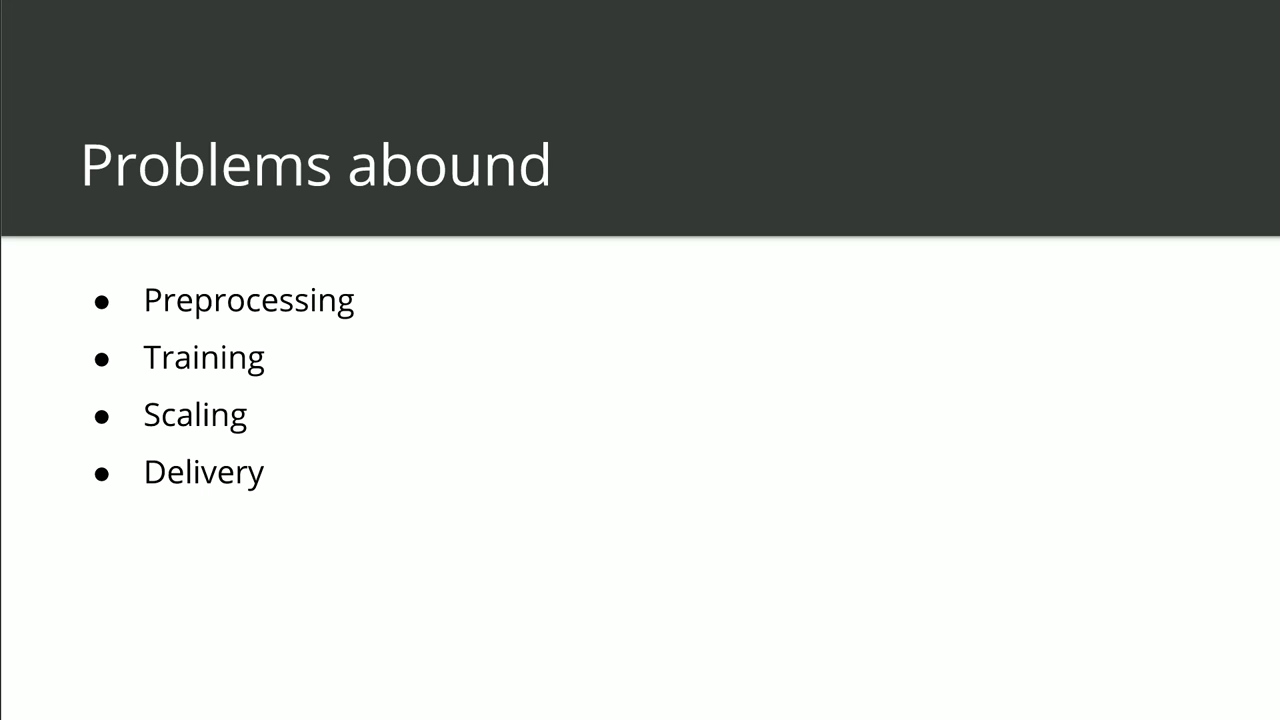 Problems abound
● Preprocessing
● Training
● Scaling
● Delivery